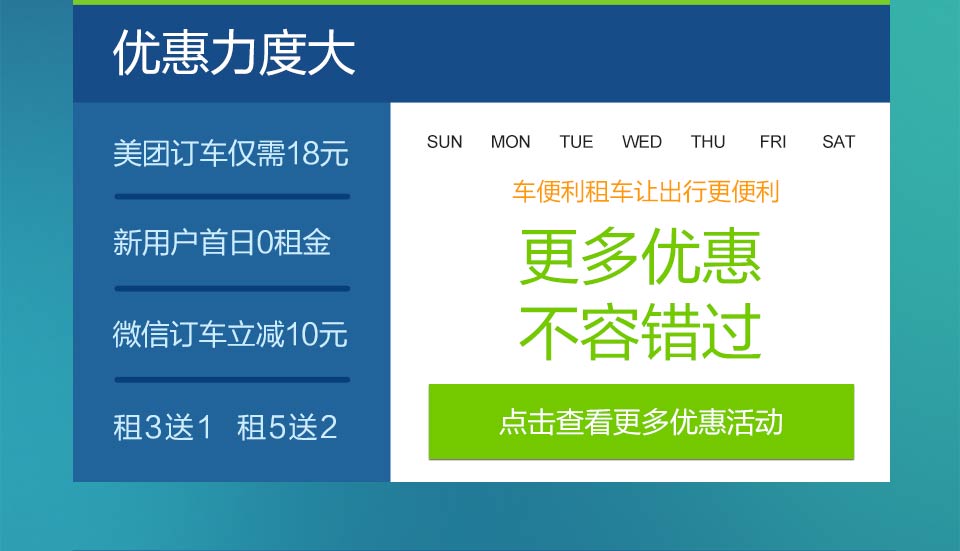 优惠力度大
美团订车仅需18元
新用户首日0租金
微信订车立减10元
租3送1 租5送2
SUN MON TUE WED THU FRI SAT
车便利租车让出行更便利
更多优惠
不容错过
点击查看更多优惠活动